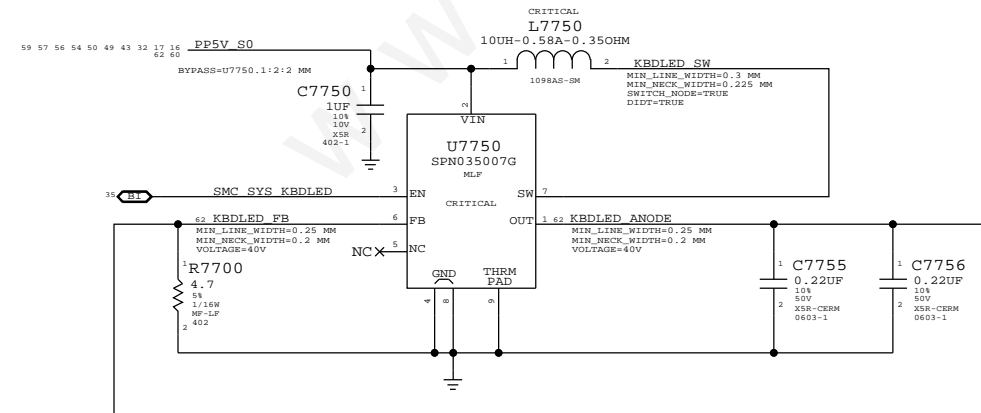 CRITICAL
L7750
10UH-0.58A-0.35OHM
59 57 56 54 50 49 43 32 17 16 PP5V_S0
62 60
1 2 KBDLED_SW
BYPASS=U7750.1:2:2 MM
1098AS-SM
MIN_LINE_WIDTH=0.3 MM
MIN_NECK_WIDTH=0.225 MM
SWITCH_NODE=TRUE
DIDT=TRUE
C7750 1
1UF
10%
10V
X5R 2
402-1
2
VIN
U7750
SPN035007G
MLF
CRITICAL
35 BI SMC_SYS_KBDLED 3 EN
SW 7
62 KBDLED_FB 6 FB
MIN_LINE_WIDTH=0.25 MM
MIN_NECK_WIDTH=0.2 MM
VOLTAGE=40V
OUT 1 62 KBDLED_ANODE
MIN_LINE_WIDTH=0.25 MM
MIN_NECK_WIDTH=0.2 MM
VOLTAGE=40V
NC 5 NC
GND
THRM
PAD
4 8 9
1 R7700
4.7
5%
1/16W
MF-LF
2 402
1 C7755
0.22UF
10%
50V
2 X5R-CERM
0603-1
1 C7756
0.22UF
10%
50V
2 X5R-CERM
0603-1
W W